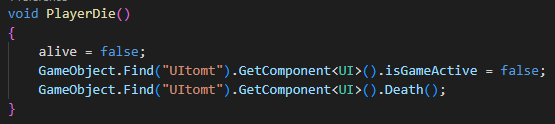 void PlayerDie()
{
alive = false;
GameObject.Find("UItomt").GetComponent<UI>().isGameActive = false;
GameObject.Find("UItomt").GetComponent<UI>().Death();
}